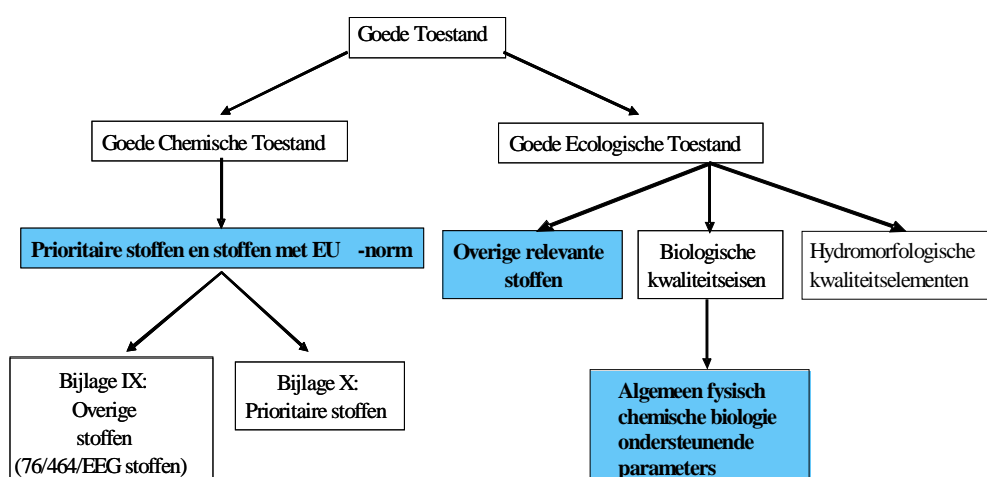 Goede Toestand
Goede Chemische Toestand
Goede Ecologische Toestand
Prioritaire stoffen en stoffen met EU -norm
Overige relevante
stoffen
Biologische
kwaliteitseisen
Hydromorfologische
kwaliteitselementen
Bijlage IX:
Overige
stoffen
(76/464/EEG stoffen)
Bijlage X:
Prioritaire stoffen
Algemeen fysisch
chemische biologie
ondersteunende
parameters